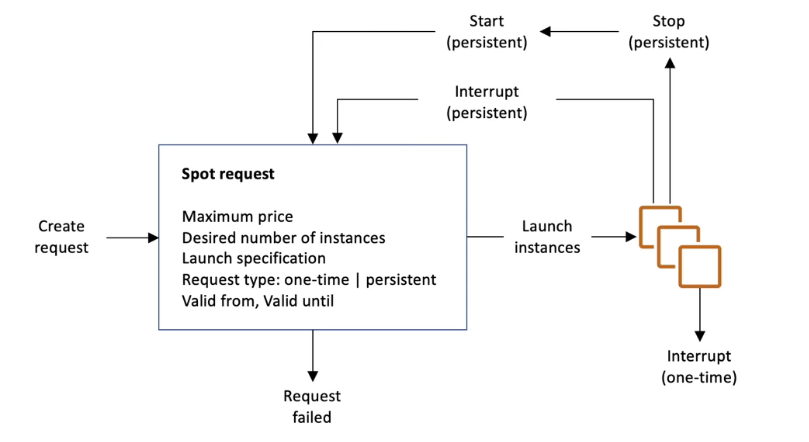 Start
(persistent)
Stop
(persistent)
Interrupt
(persistent)
Spot request
Maximum price
Desired number of instances
Launch specification
Request type: one-time | persistent
Valid from, Valid until
Create
request
Launch
instances
Interrupt
(one-time)
Request
failed